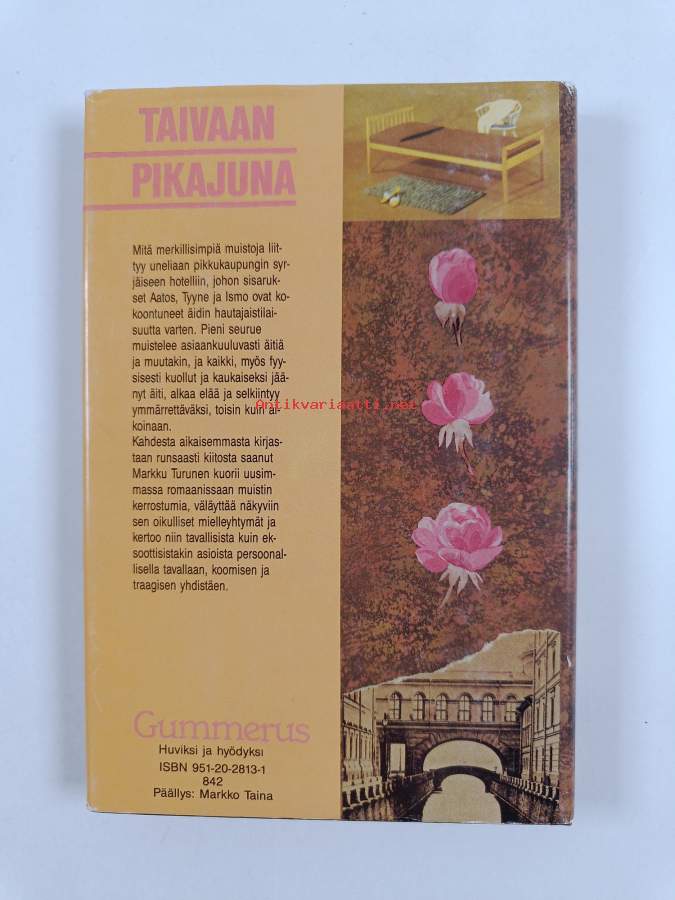 TAIVAAN
PIKAJUNA
Mitä merkillisimpiä muistoja liit-
tyy uneliaan pikkukaupungin syr-
jäiseen hotelliin, johon sisaruk-
set Aatos, Tyyne ja Ismo ovat ko-
koontuneet äidin hautajaistilai-
suutta varten. Pieni seurue
muistelee asiaankuuluvasti äitiä
ja muutakin, ja kaikki, myös fyy-
sisesti kuollut ja kaukaiseksi jää-
nyt äiti, alkaa elää ja selkiintyy
ymmärrettäväksi, toisin kuin ai-
koinaan.
Antikvariaatti.net
Kahdesta aikaisemmasta kirjas-
taan runsaasti kiitosta saanut
Markku Turunen kuorii uusim-
massa romaanissaan muistin
kerrostumia, väläyttää näkyviin
sen oikulliset mielleyhtymät ja
kertoo niin tavallisista kuin ek-
soottisistakin asioista persoonal-
lisella tavallaan, koomisen ja
traagisen yhdistäen.
Gummerus
Huviksi ja hyödyksi
ISBN 951-20-2813-1
842
Päällys: Markko Taina